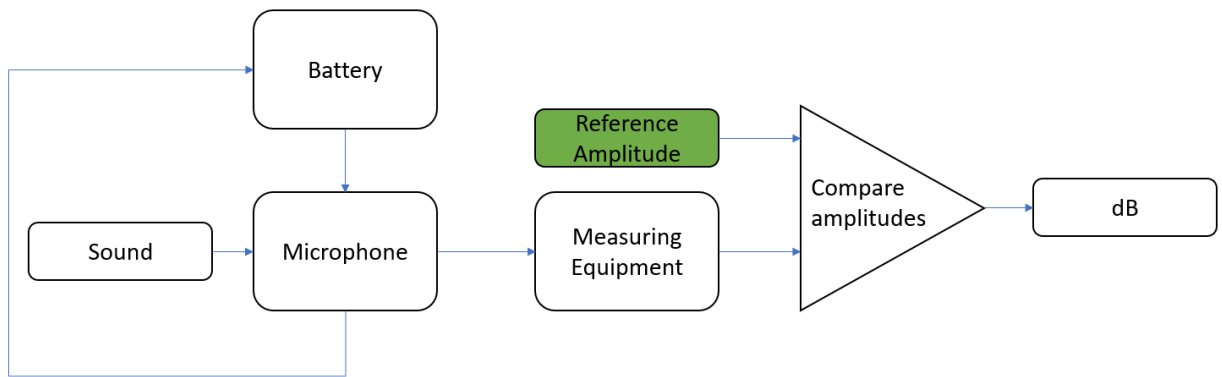 Battery
Reference
Amplitude
Compare
amplitudes
dB
Sound
Microphone
Measuring
Equipment